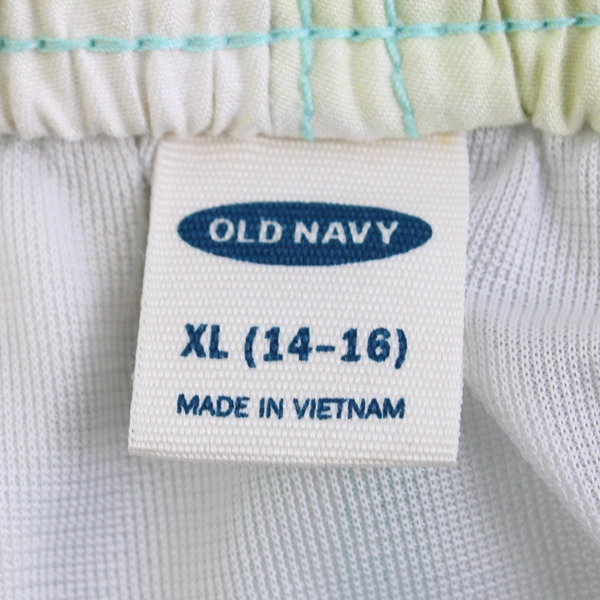 OLD NAVY
XL (14-16)
MADE IN VIETNAM